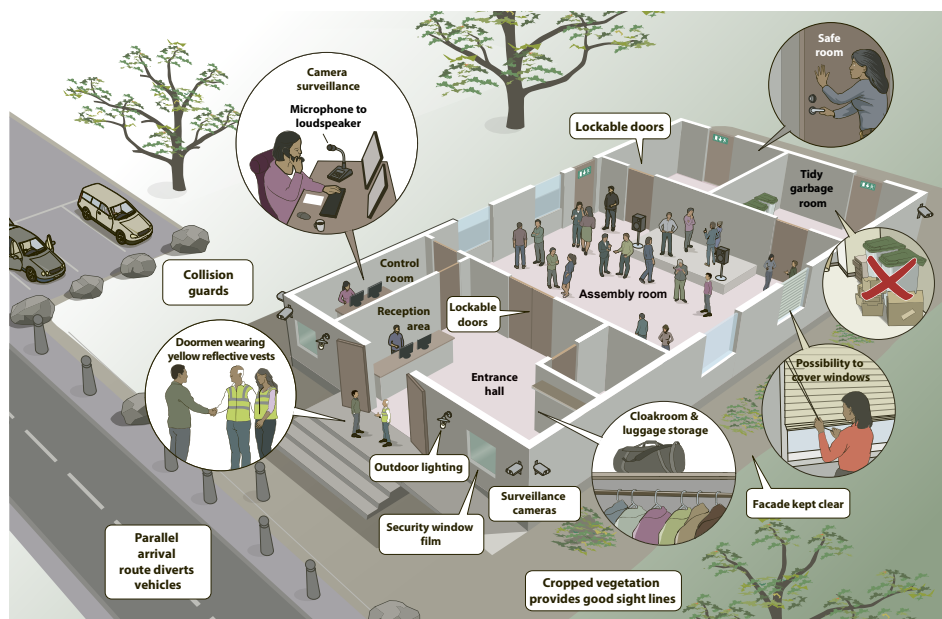 Camera
surveillance
Microphone to
loudspeaker
Safe
room
Lockable doors
Tidy
garbage
room
Collision
guards
Control
room
Reception
area
Lockable
doors
Assembly room
Doormen wearing
yellow reflective vests
Entrance
hall
Possibility to
cover windows
Cloakroom &
luggage storage
Outdoor lighting
Surveillance
cameras
Facade kept clear
Security window
film
Parallel
arrival
route diverts
vehicles
Cropped vegetation
provides good sight lines